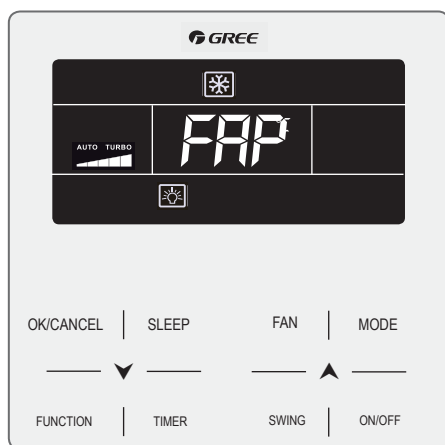 GREE
AUTO TURBO
FAP
OK/CANCEL SLEEP FAN MODE
FUNCTION TIMER SWING ON/OFF